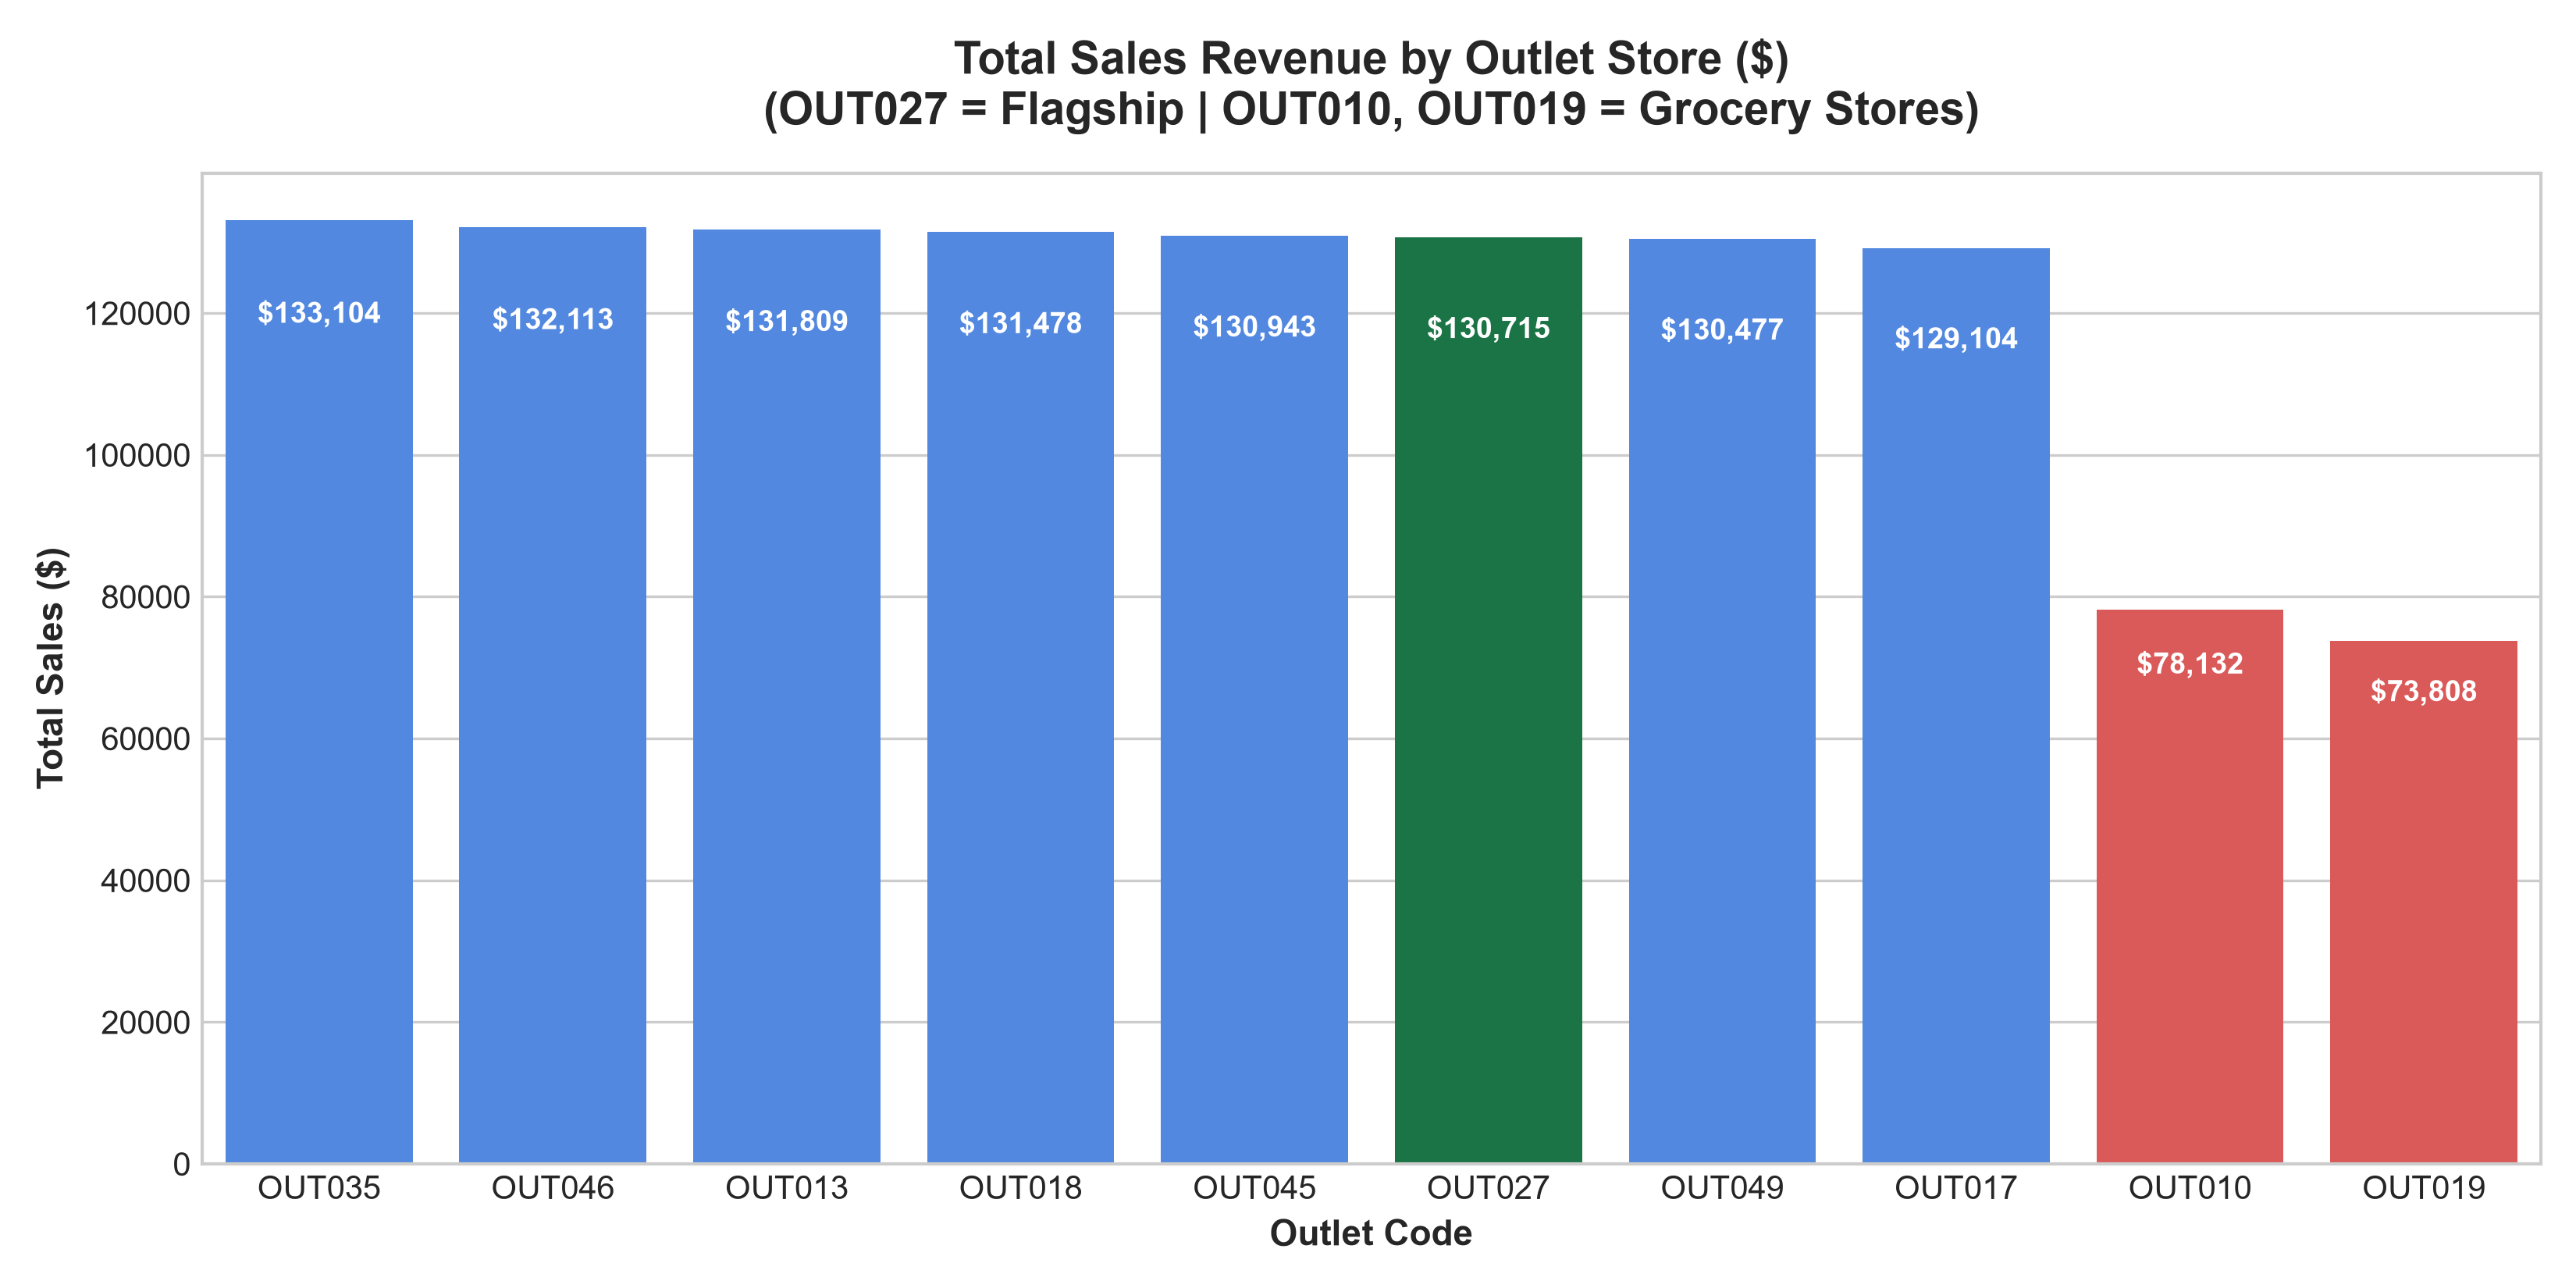 Total Sales Revenue by Outlet Store ($)
(OUT027 = Flagship | OUT010, OUT019 = Grocery Stores)
Total Sales ($)
120000
100000
80000
60000
40000
20000
0
$133,104
$132,113
$131,809
$131,478
$130,943
$130,715
$130,477
$129,104
$78,132
$73,808
OUT035
OUT046
OUT013
OUT018
OUT045
OUT027
OUT049
OUT017
OUT010
OUT019
Outlet Code